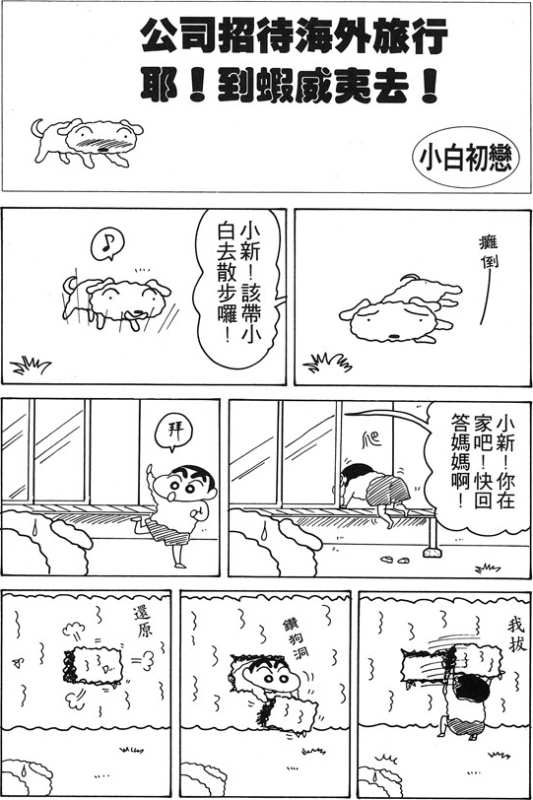 公司招待海外旅行
耶！到蝦威夷去！
小白初戀
癱倒
小新！該帶小
白去散步囉！
♪
小新！你在
家吧！快回
答媽媽啊！
爬
拜
我拔
鑽狗洞
還原